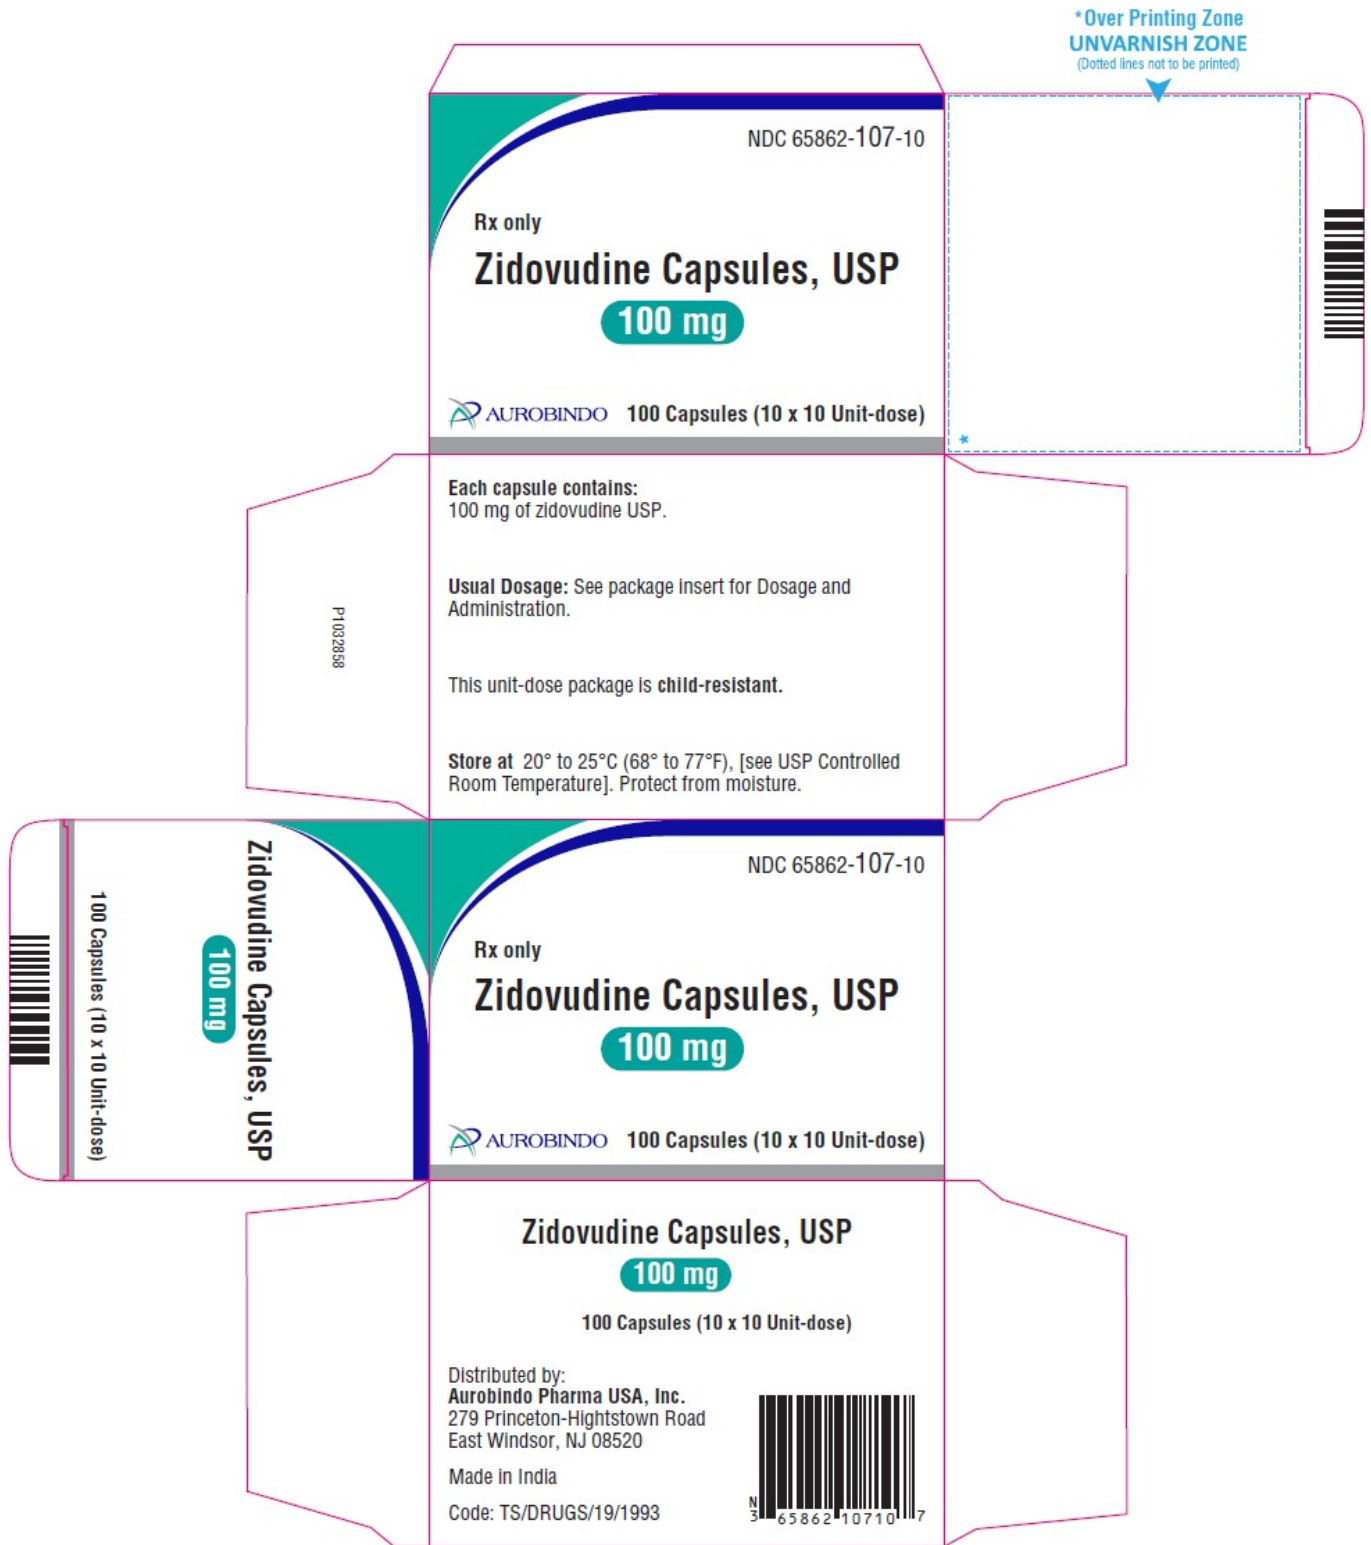 *Over Printing Zone
UNVARNISH ZONE
(Dotted lines not to be printed)
NDC 65862-107-10
Rx only
Zidovudine Capsules, USP
100 mg
AUROBINDO 100 Capsules (10 x 10 Unit-dose)
*
Each capsule contains:
100 mg of zidovudine USP.
Usual Dosage: See package insert for Dosage and
Administration.
P1032858
This unit-dose package is child-resistant.
Store at 20° to 25°C (68° to 77°F), [see USP Controlled
Room Temperature]. Protect from moisture.
Zidovudine Capsules, USP
100 mg
100 Capsules (10 x 10 Unit-dose)
NDC 65862-107-10
Rx only
Zidovudine Capsules, USP
100 mg
AUROBINDO 100 Capsules (10 x 10 Unit-dose)
Zidovudine Capsules, USP
100 mg
100 Capsules (10 x 10 Unit-dose)
Distributed by:
Aurobindo Pharma USA, Inc.
279 Princeton-Hightstown Road
East Windsor, NJ 08520
Made in India
Code: TS/DRUGS/19/1993
N
3 65862 10710 7